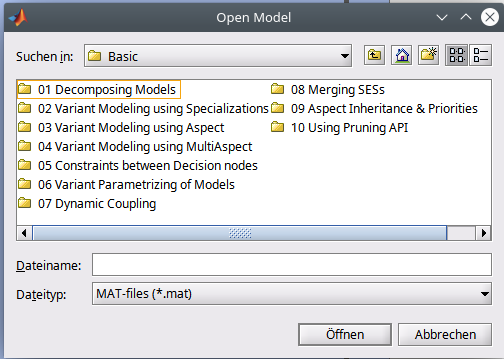 Open Model
Suchen in:
Basic
01 Decomposing Models
02 Variant Modeling using Specializations
03 Variant Modeling using Aspect
04 Variant Modeling using MultiAspect
05 Constraints between Decision nodes
06 Variant Parametrizing of Models
07 Dynamic Coupling
08 Merging SESs
09 Aspect Inheritance & Priorities
10 Using Pruning API
Dateiname:
Dateityp:
MAT-files (*.mat)
Öffnen
Abbrechen